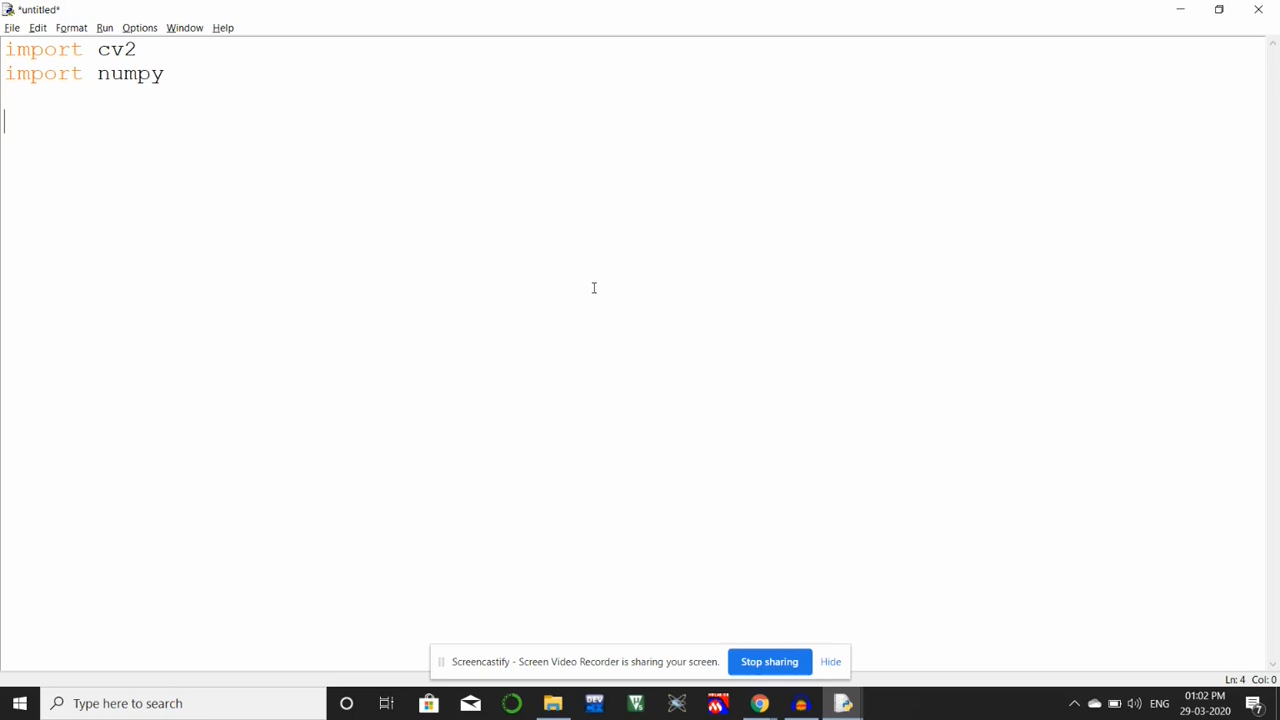 *untitled*
File Edit Format Run Options Window Help
import cv2
import numpy
Screencastify - Screen Video Recorder is sharing your screen. Stop sharing Hide
Ln: 4 Col: 0
Type here to search
DEV
ENG
01:02 PM
29-03-2020
7